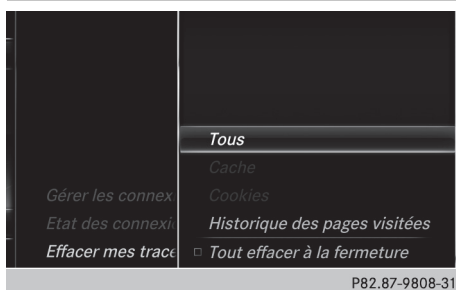 Tous
Cache
Gérer les connex Cookies
Etat des connexi Historique des pages visitées
Effacer mes trace Tout effacer à la fermeture
P82.87-9808-31